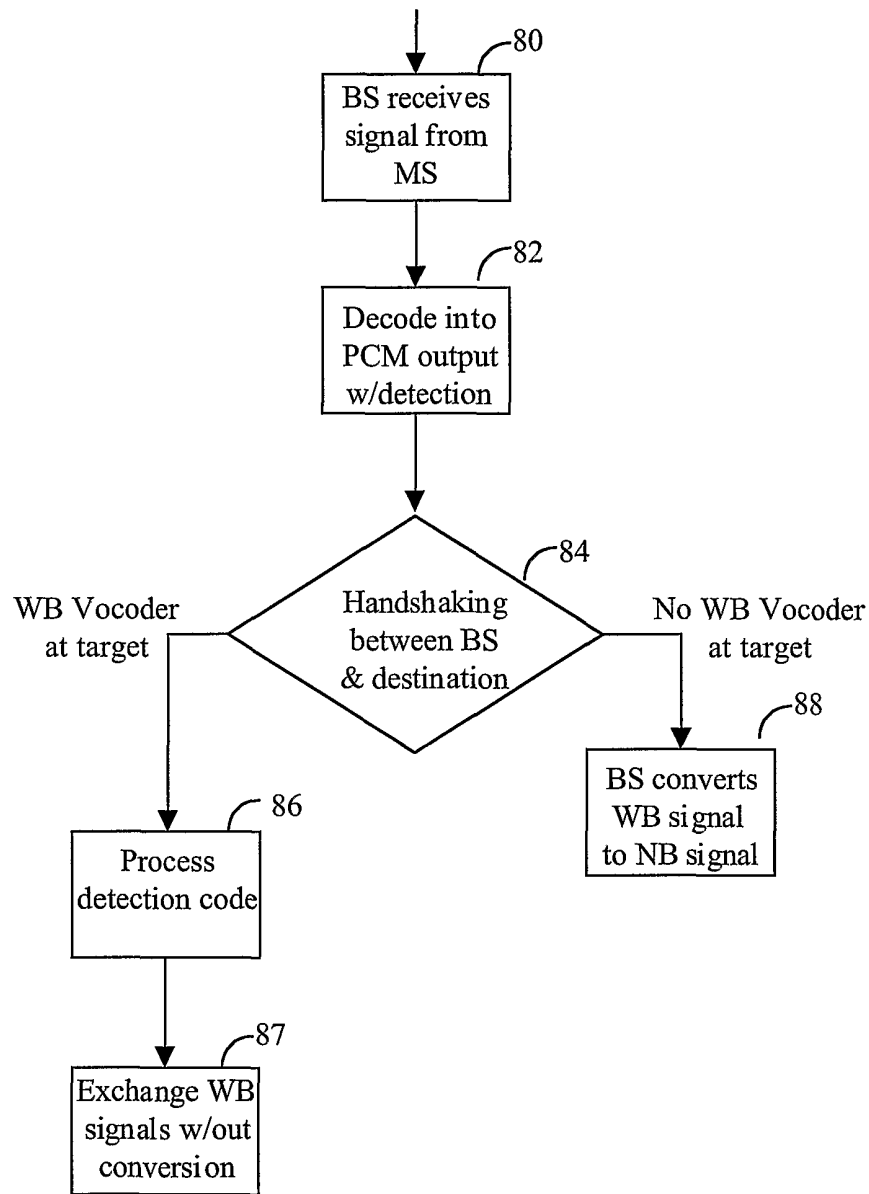 80
BS receives
signal from
MS
82
Decode into
PCM output
w/detection
84
Handshaking
between BS
& destination
WB Vocoder
at target
No WB Vocoder
at target
88
BS converts
WB signal
to NB signal
86
Process
detection code
87
Exchange WB
signals w/out
conversion